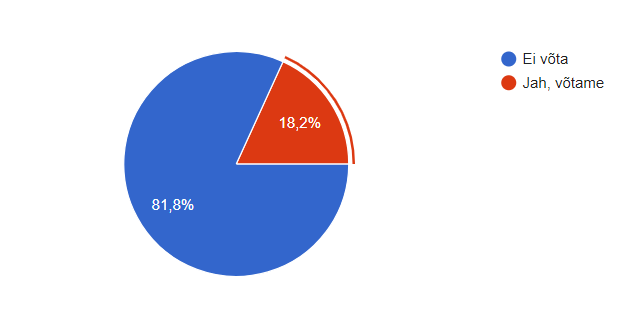 Ei võta
Jah, võtame
18,2%
81,8%